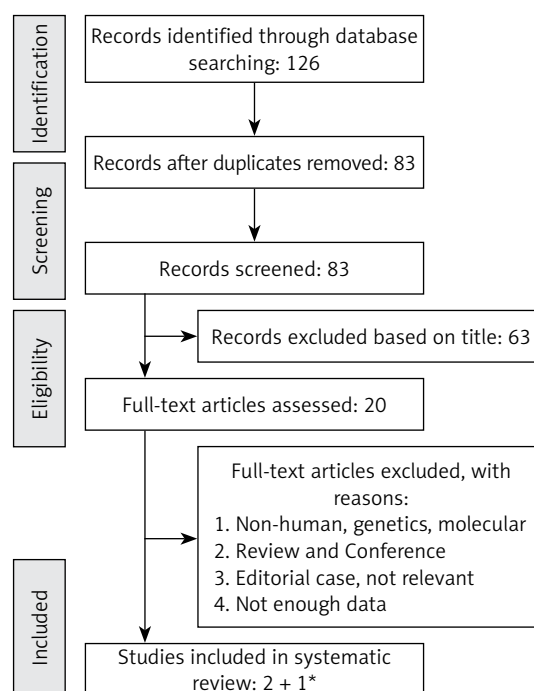 Identification
Records identified through database
searching: 126
Records after duplicates removed: 83
Screening
Records screened: 83
Records excluded based on title: 63
Eligibility
Full-text articles assessed: 20
Full-text articles excluded, with
reasons:
1. Non-human, genetics, molecular
2. Review and Conference
3. Editorial case, not relevant
4. Not enough data
Included
Studies included in systematic
review: 2 + 1*